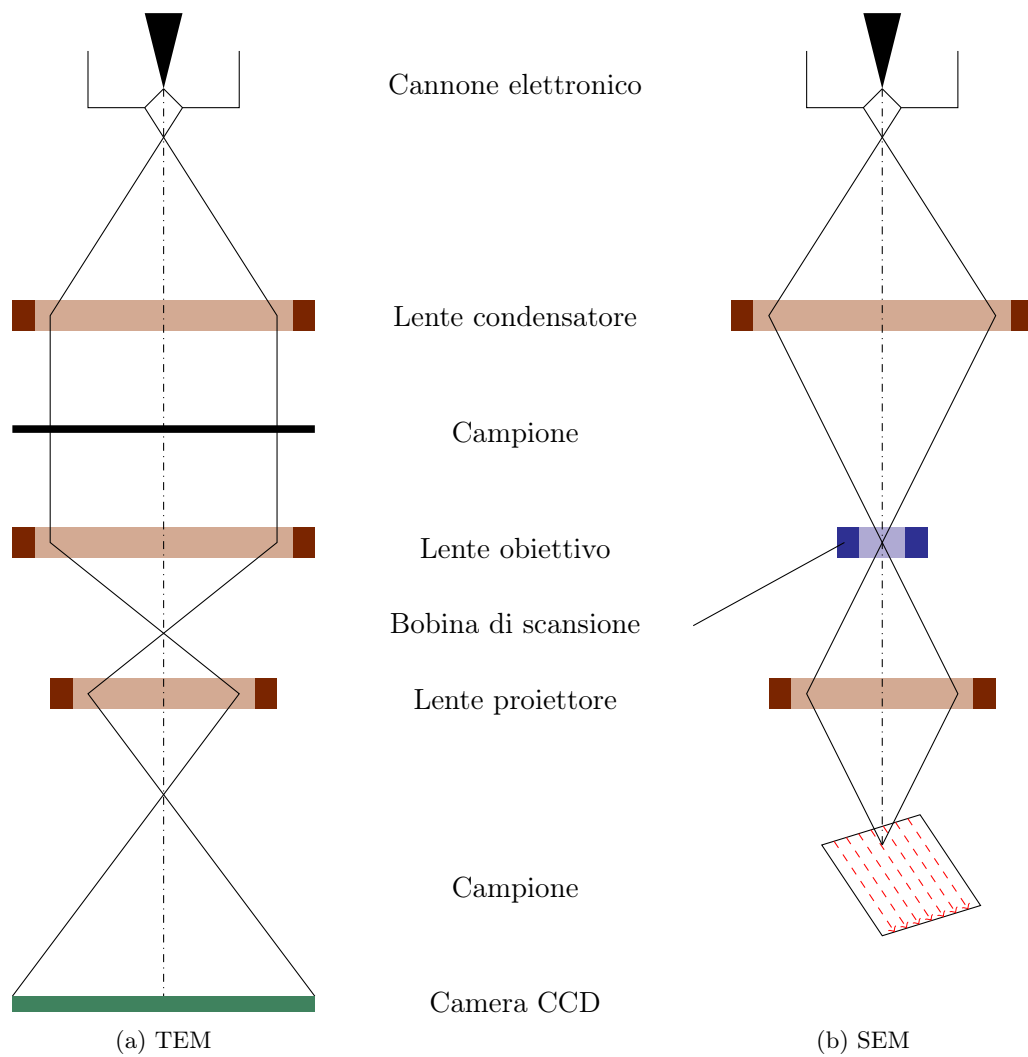 Cannone elettronico
Lente condensatore
Campione
Lente obiettivo
Bobina di scansione
Lente proiettore
Campione
Camera CCD
(a) TEM
(b) SEM